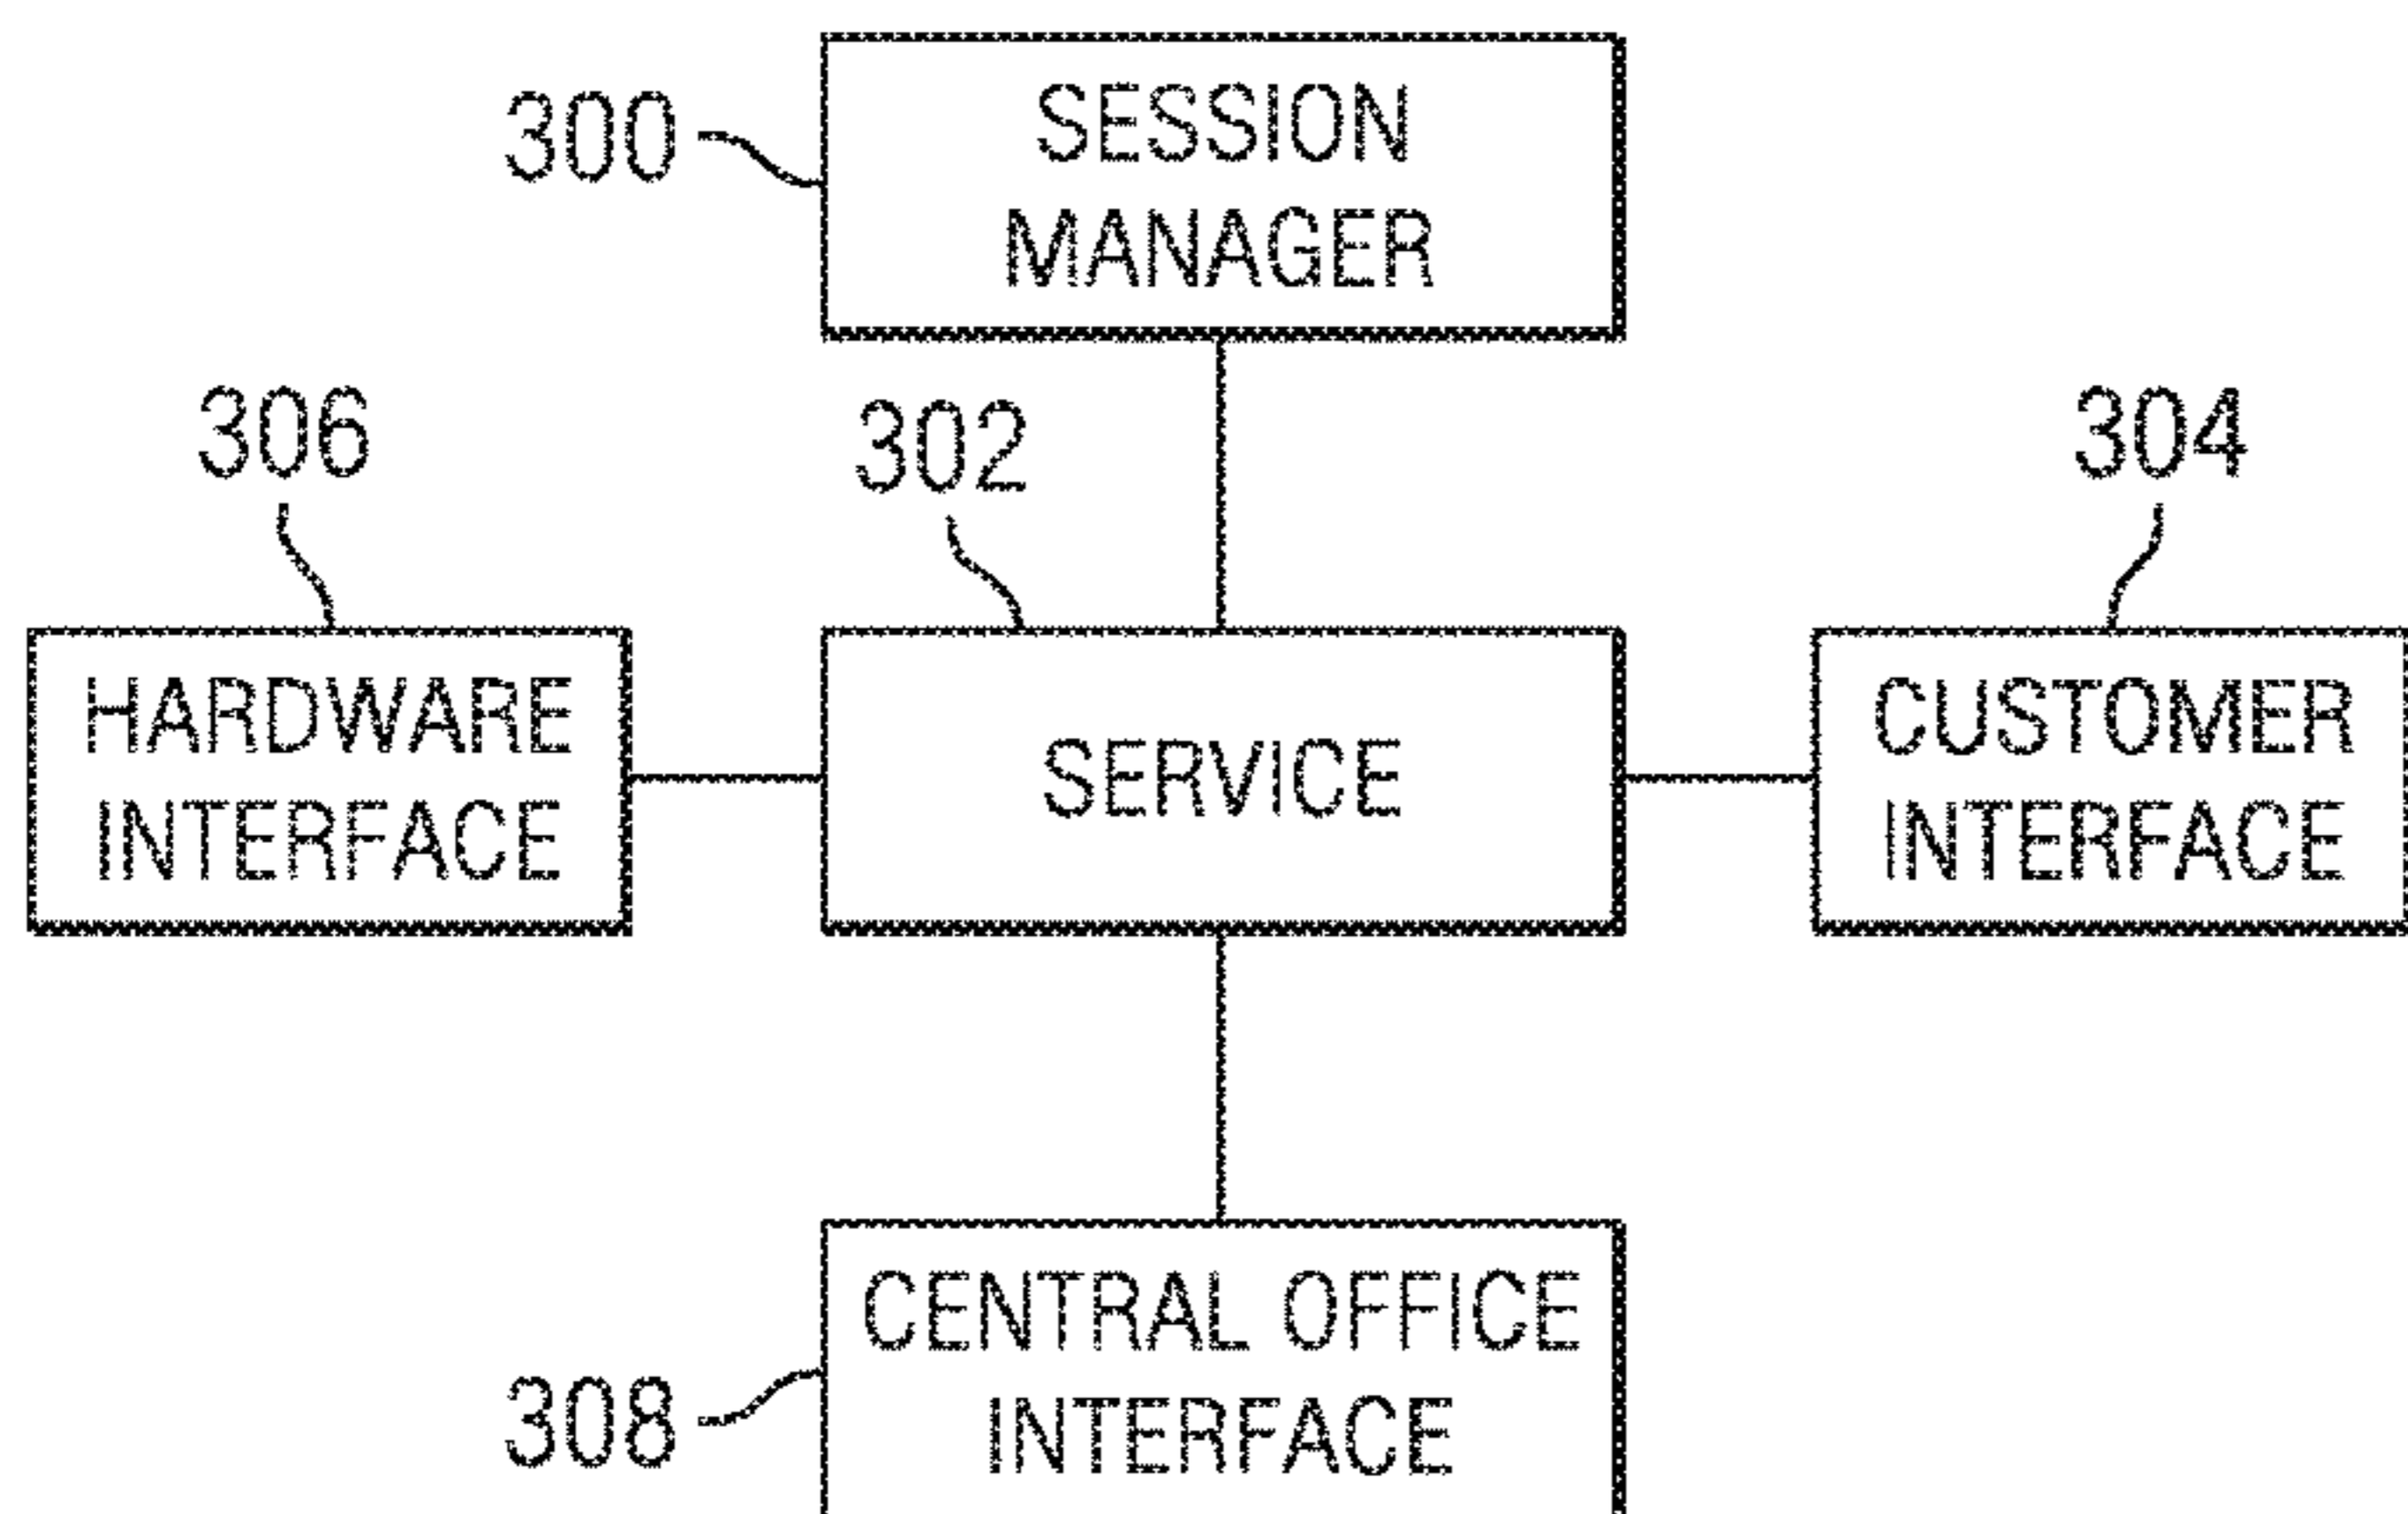 300
SESSION
MANAGER
306
302
304
HARDWARE
INTERFACE
SERVICE
CUSTOMER
INTERFACE
308
CENTRAL OFFICE
INTERFACE